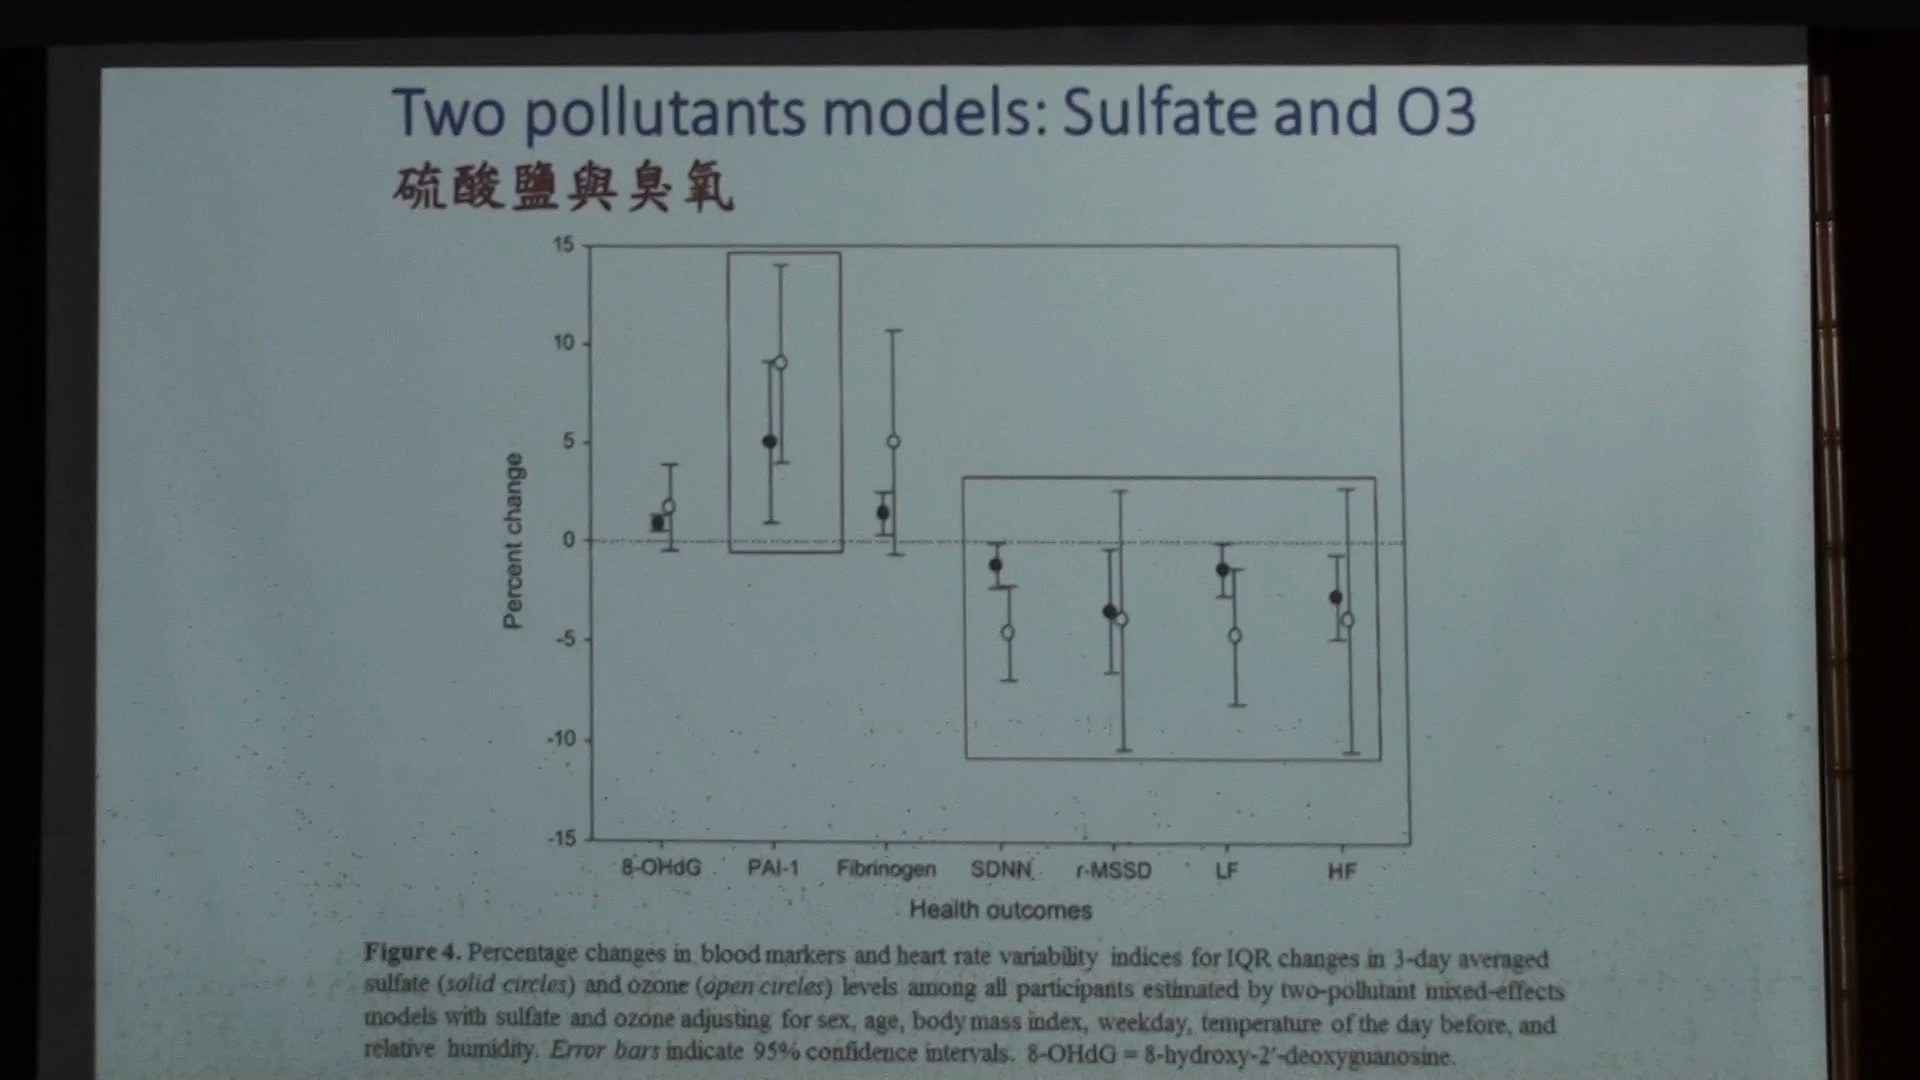 Two pollutants models: Sulfate and O3
硫酸鹽與臭氧
15
10
5
0
-5
-10
-15
Percent change
8-OHdG PAI-1 Fibrinogen SDNN r-MSSD LF HF
Health outcomes
Figure 4. Percentage changes in blood markers and heart rate variability indices for IQR changes in 3-day averaged
sulfate (solid circles) and ozone (open circles) levels among all participants estimated by two-pollutant mixed-effects
models with sulfate and ozone adjusting for sex, age, body mass index, weekday, temperature of the day before, and
relative humidity. Error bars indicate 95% confidence intervals. 8-OHdG = 8-hydroxy-2′-deoxyguanosine.